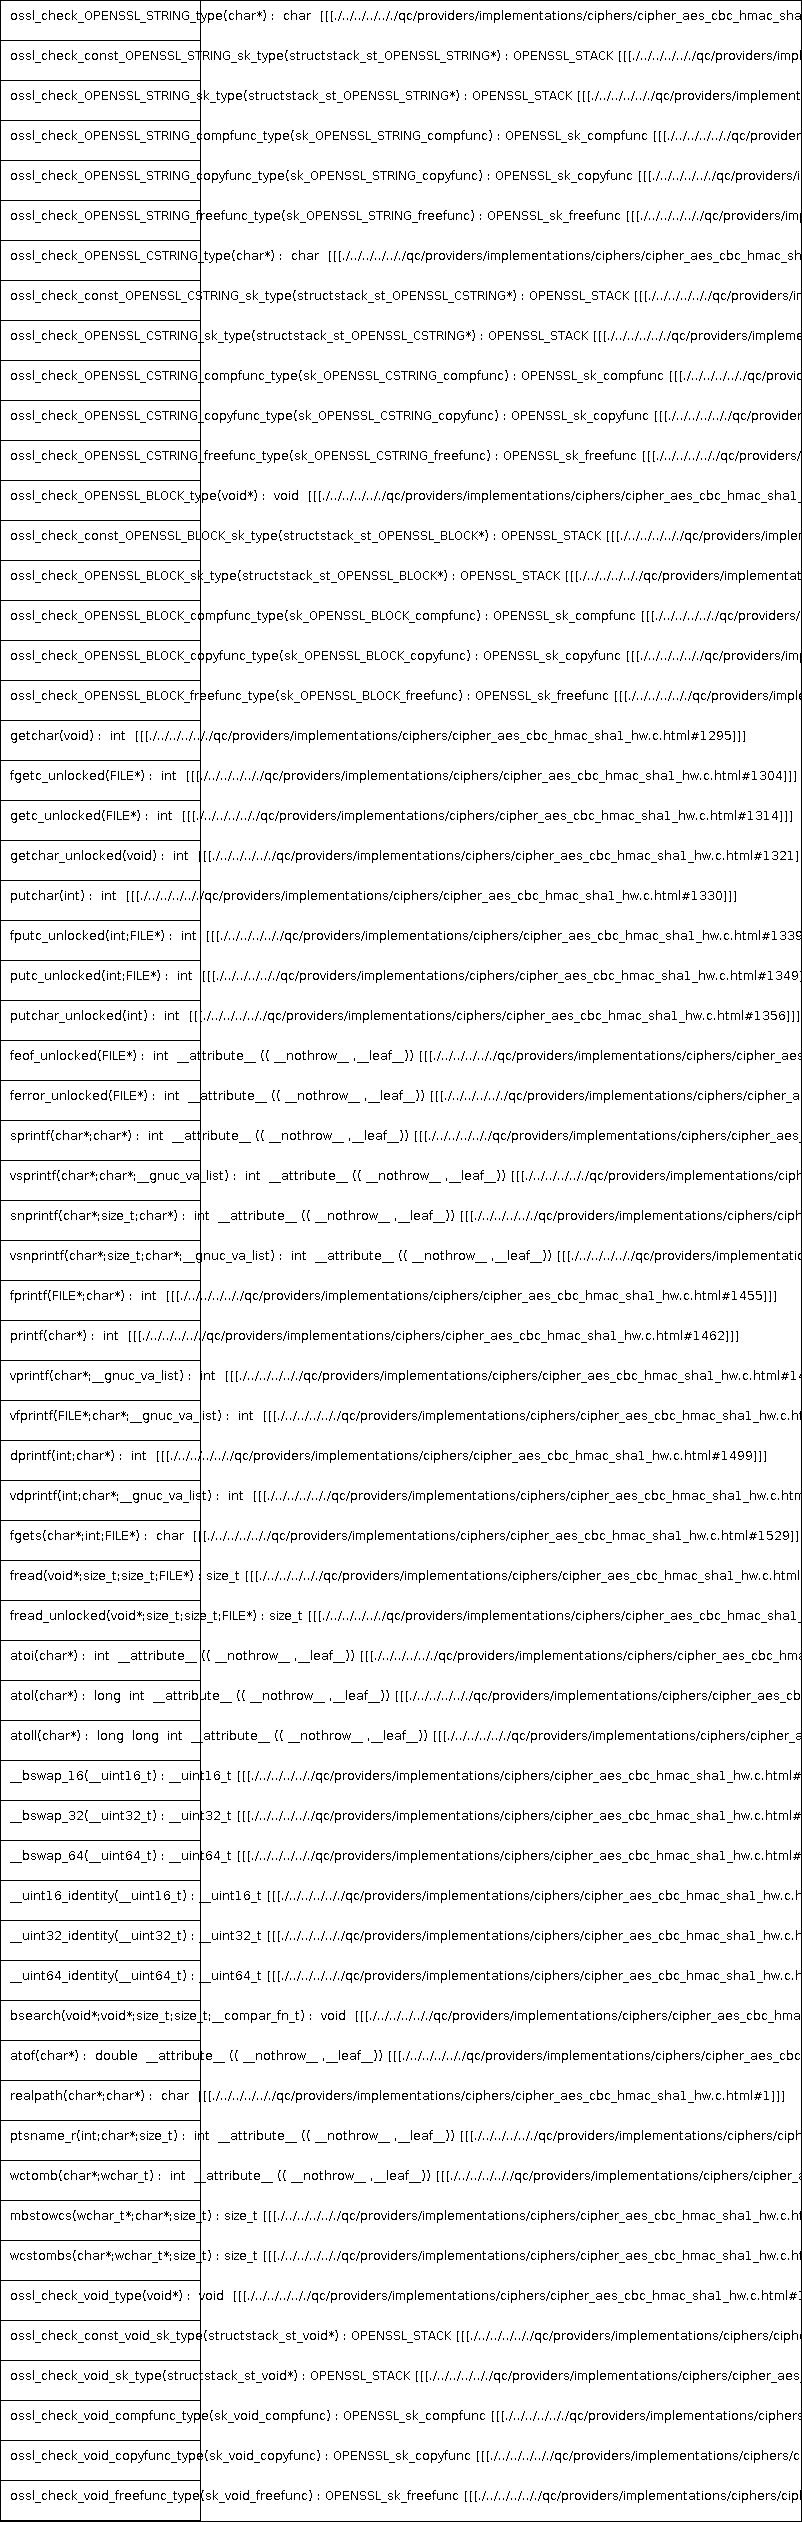 ossl_check_OPENSSL_STRING_type(char*) : char [[[./../../../../../qc/providers/implementations/ciphers/cipher_aes_cbc_hmac_sha
ossl_check_const_OPENSSL_STRING_sk_type(structstack_st_OPENSSL_STRING*) : OPENSSL_STACK [[[./../../../../../qc/providers/impl
ossl_check_OPENSSL_STRING_sk_type(structstack_st_OPENSSL_STRING*) : OPENSSL_STACK [[[./../../../../../qc/providers/implement
ossl_check_OPENSSL_STRING_compfunc_type(sk_OPENSSL_STRING_compfunc) : OPENSSL_sk_compfunc [[[./../../../../../qc/provider
ossl_check_OPENSSL_STRING_copyfunc_type(sk_OPENSSL_STRING_copyfunc) : OPENSSL_sk_copyfunc [[[./../../../../../qc/providers/i
ossl_check_OPENSSL_STRING_freefunc_type(sk_OPENSSL_STRING_freefunc) : OPENSSL_sk_freefunc [[[./../../../../../qc/providers/imp
ossl_check_OPENSSL_CSTRING_type(char*) : char [[[./../../../../../qc/providers/implementations/ciphers/cipher_aes_cbc_hmac_sh
ossl_check_const_OPENSSL_CSTRING_sk_type(structstack_st_OPENSSL_CSTRING*) : OPENSSL_STACK [[[./../../../../../qc/providers/in
ossl_check_OPENSSL_CSTRING_sk_type(structstack_st_OPENSSL_CSTRING*) : OPENSSL_STACK [[[./../../../../../qc/providers/impleme
ossl_check_OPENSSL_CSTRING_compfunc_type(sk_OPENSSL_CSTRING_compfunc) : OPENSSL_sk_compfunc [[[./../../../../../qc/provid
ossl_check_OPENSSL_CSTRING_copyfunc_type(sk_OPENSSL_CSTRING_copyfunc) : OPENSSL_sk_copyfunc [[[./../../../../../qc/provider
ossl_check_OPENSSL_CSTRING_freefunc_type(sk_OPENSSL_CSTRING_freefunc) : OPENSSL_sk_freefunc [[[./../../../../../qc/providers/
ossl_check_OPENSSL_BLOCK_type(void*) : void [[[./../../../../../qc/providers/implementations/ciphers/cipher_aes_cbc_hmac_sha1_
ossl_check_const_OPENSSL_BLOCK_sk_type(structstack_st_OPENSSL_BLOCK*) : OPENSSL_STACK [[[./../../../../../qc/providers/implem
ossl_check_OPENSSL_BLOCK_sk_type(structstack_st_OPENSSL_BLOCK*) : OPENSSL_STACK [[[./../../../../../qc/providers/implementat
ossl_check_OPENSSL_BLOCK_compfunc_type(sk_OPENSSL_BLOCK_compfunc) : OPENSSL_sk_compfunc [[[./../../../../../qc/providers/
ossl_check_OPENSSL_BLOCK_copyfunc_type(sk_OPENSSL_BLOCK_copyfunc) : OPENSSL_sk_copyfunc [[[./../../../../../qc/providers/imp
ossl_check_OPENSSL_BLOCK_freefunc_type(sk_OPENSSL_BLOCK_freefunc) : OPENSSL_sk_freefunc [[[./../../../../../qc/providers/imple
getchar(void) : int [[[./../../../../../qc/providers/implementations/ciphers/cipher_aes_cbc_hmac_sha1_hw.c.html#1295]]]
fgetc_unlocked(FILE*) : int [[[./../../../../../qc/providers/implementations/ciphers/cipher_aes_cbc_hmac_sha1_hw.c.html#1304]]]
getc_unlocked(FILE*) : int [[[./../../../../../qc/providers/implementations/ciphers/cipher_aes_cbc_hmac_sha1_hw.c.html#1314]]]
getchar_unlocked(void) : int [[[./../../../../../qc/providers/implementations/ciphers/cipher_aes_cbc_hmac_sha1_hw.c.html#1321]
putchar(int) : int [[[./../../../../../qc/providers/implementations/ciphers/cipher_aes_cbc_hmac_sha1_hw.c.html#1330]]]
fputc_unlocked(int;FILE*) : int [[[./../../../../../qc/providers/implementations/ciphers/cipher_aes_cbc_hmac_sha1_hw.c.html#1339
putc_unlocked(int;FILE*) : int [[[./../../../../../qc/providers/implementations/ciphers/cipher_aes_cbc_hmac_sha1_hw.c.html#1349]
putchar_unlocked(int) : int [[[./../../../../../qc/providers/implementations/ciphers/cipher_aes_cbc_hmac_sha1_hw.c.html#1356]]]
feof_unlocked(FILE*) : int __attribute__ (( __nothrow__ ,__leaf__)) [[[./../../../../../qc/providers/implementations/ciphers/cipher_aes
ferror_unlocked(FILE*) : int __attribute__ (( __nothrow__ ,__leaf__)) [[[./../../../../../qc/providers/implementations/ciphers/cipher_a
sprintf(char*;char*) : int __attribute__ (( __nothrow__ ,__leaf__)) [[[./../../../../../qc/providers/implementations/ciphers/cipher_aes_
vsprintf(char*;char*;__gnuc_va_list) : int __attribute__ (( __nothrow__ ,__leaf__)) [[[./../../../../../qc/providers/implementations/ciph
snprintf(char*;size_t;char*) : int __attribute__ (( __nothrow__ ,__leaf__)) [[[./../../../../../qc/providers/implementations/ciphers/ciph
vsnprintf(char*;size_t;char*;__gnuc_va_list) : int __attribute__ (( __nothrow__ ,__leaf__)) [[[./../../../../../qc/providers/implementatio
fprintf(FILE*;char*) : int [[[./../../../../../qc/providers/implementations/ciphers/cipher_aes_cbc_hmac_sha1_hw.c.html#1455]]]
printf(char*) : int [[[./../../../../../qc/providers/implementations/ciphers/cipher_aes_cbc_hmac_sha1_hw.c.html#1462]]]
vprintf(char*;__gnuc_va_list) : int [[[./../../../../../qc/providers/implementations/ciphers/cipher_aes_cbc_hmac_sha1_hw.c.html#14
vfprintf(FILE*;char*;__gnuc_va_list) : int [[[./../../../../../qc/providers/implementations/ciphers/cipher_aes_cbc_hmac_sha1_hw.c.ht
dprintf(int;char*) : int [[[./../../../../../qc/providers/implementations/ciphers/cipher_aes_cbc_hmac_sha1_hw.c.html#1499]]]
vdprintf(int;char*;__gnuc_va_list) : int [[[./../../../../../qc/providers/implementations/ciphers/cipher_aes_cbc_hmac_sha1_hw.c.htm
fgets(char*;int;FILE*) : char [[[./../../../../../qc/providers/implementations/ciphers/cipher_aes_cbc_hmac_sha1_hw.c.html#1529]]
fread(void*;size_t;size_t;FILE*) : size_t [[[./../../../../../qc/providers/implementations/ciphers/cipher_aes_cbc_hmac_sha1_hw.c.html
fread_unlocked(void*;size_t;size_t;FILE*) : size_t [[[./../../../../../qc/providers/implementations/ciphers/cipher_aes_cbc_hmac_sha1_
atoi(char*) : int __attribute__ (( __nothrow__ ,__leaf__)) [[[./../../../../../qc/providers/implementations/ciphers/cipher_aes_cbc_hma
atol(char*) : long int __attribute__ (( __nothrow__ ,__leaf__)) [[[./../../../../../qc/providers/implementations/ciphers/cipher_aes_cb
atoll(char*) : long long int __attribute__ (( __nothrow__ ,__leaf__)) [[[./../../../../../qc/providers/implementations/ciphers/cipher_a
__bswap_16(__uint16_t) : __uint16_t [[[./../../../../../qc/providers/implementations/ciphers/cipher_aes_cbc_hmac_sha1_hw.c.html#
__bswap_32(__uint32_t) : __uint32_t [[[./../../../../../qc/providers/implementations/ciphers/cipher_aes_cbc_hmac_sha1_hw.c.html#
__bswap_64(__uint64_t) : __uint64_t [[[./../../../../../qc/providers/implementations/ciphers/cipher_aes_cbc_hmac_sha1_hw.c.html#
__uint16_identity(__uint16_t) : __uint16_t [[[./../../../../../qc/providers/implementations/ciphers/cipher_aes_cbc_hmac_sha1_hw.c.h
__uint32_identity(__uint32_t) : __uint32_t [[[./../../../../../qc/providers/implementations/ciphers/cipher_aes_cbc_hmac_sha1_hw.c.h
__uint64_identity(__uint64_t) : __uint64_t [[[./../../../../../qc/providers/implementations/ciphers/cipher_aes_cbc_hmac_sha1_hw.c.h
bsearch(void*;void*;size_t;size_t;__compar_fn_t) : void [[[./../../../../../qc/providers/implementations/ciphers/cipher_aes_cbc_hma
atof(char*) : double __attribute__ (( __nothrow__ ,__leaf__)) [[[./../../../../../qc/providers/implementations/ciphers/cipher_aes_cbc
realpath(char*;char*) : char [[[./../../../../../qc/providers/implementations/ciphers/cipher_aes_cbc_hmac_sha1_hw.c.html#1]]]
ptsname_r(int;char*;size_t) : int __attribute__ (( __nothrow__ ,__leaf__)) [[[./../../../../../qc/providers/implementations/ciphers/ciph
wctomb(char*;wchar_t) : int __attribute__ (( __nothrow__ ,__leaf__)) [[[./../../../../../qc/providers/implementations/ciphers/cipher_a
mbstowcs(wchar_t*;char*;size_t) : size_t [[[./../../../../../qc/providers/implementations/ciphers/cipher_aes_cbc_hmac_sha1_hw.c.ht
wcstombs(char*;wchar_t*;size_t) : size_t [[[./../../../../../qc/providers/implementations/ciphers/cipher_aes_cbc_hmac_sha1_hw.c.ht
ossl_check_void_type(void*) : void [[[./../../../../../qc/providers/implementations/ciphers/cipher_aes_cbc_hmac_sha1_hw.c.html#1
ossl_check_const_void_sk_type(structstack_st_void*) : OPENSSL_STACK [[[./../../../../../qc/providers/implementations/ciphers/ciphe
ossl_check_void_sk_type(structstack_st_void*) : OPENSSL_STACK [[[./../../../../../qc/providers/implementations/ciphers/cipher_aes_
ossl_check_void_compfunc_type(sk_void_compfunc) : OPENSSL_sk_compfunc [[[./../../../../../qc/providers/implementations/ciphers
ossl_check_void_copyfunc_type(sk_void_copyfunc) : OPENSSL_sk_copyfunc [[[./../../../../../qc/providers/implementations/ciphers/c
ossl_check_void_freefunc_type(sk_void_freefunc) : OPENSSL_sk_freefunc [[[./../../../../../qc/providers/implementations/ciphers/ciph